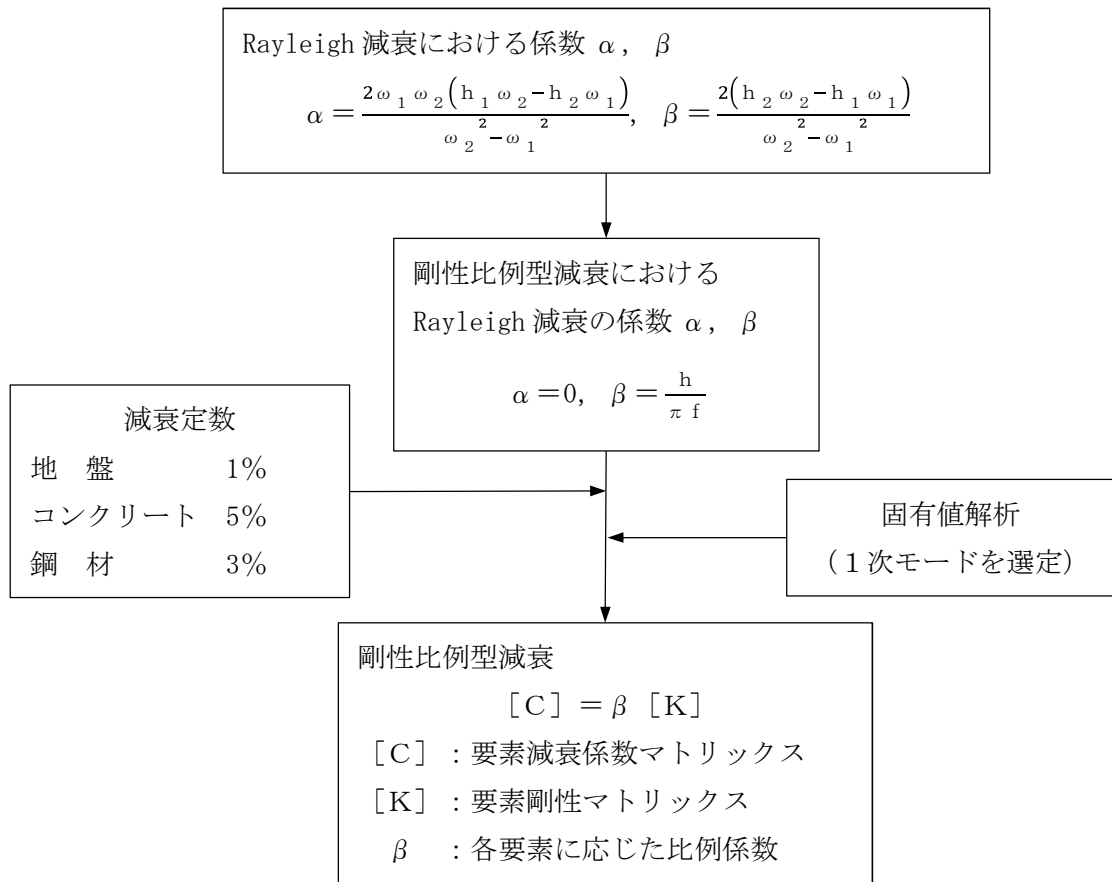 Rayleigh 減衰における係数 α, β
α＝2ω₁ω₂(h₁ω₂−h₂ω₁)/(ω₂²−ω₁²), β＝2(h₂ω₂−h₁ω₁)/(ω₂²−ω₁²)
剛性比例型減衰における
Rayleigh 減衰の係数 α, β
α＝0, β＝h/(πf)
減衰定数
地　盤　1％
コンクリート　5％
鋼　材　3％
固有値解析
（１次モードを選定）
剛性比例型減衰
［C］＝β［K］
［C］：要素減衰係数マトリックス
［K］：要素剛性マトリックス
β　：各要素に応じた比例係数